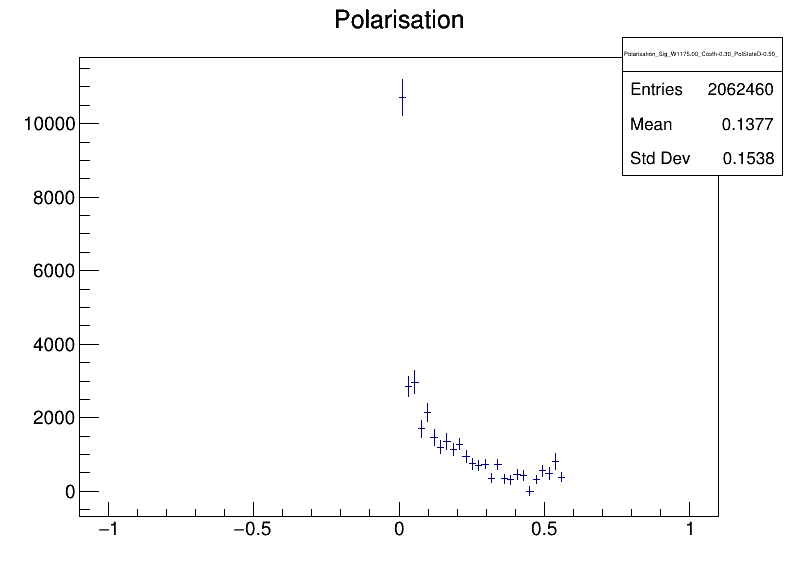 Polarisation
Polarisation_Sig_W1175.00_Costh-0.30_PolStateD-0.50_
Entries 2062460
Mean 0.1377
Std Dev 0.1538
10000
8000
6000
4000
2000
0
−1 −0.5 0 0.5 1